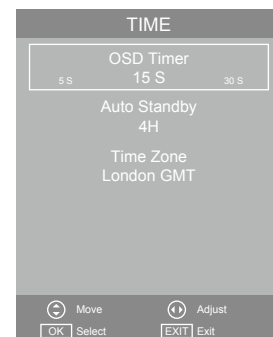 TIME
OSD Timer
5 S 15 S 30 S
Auto Standby
4H
Time Zone
London GMT
Move Adjust
OK Select EXIT Exit